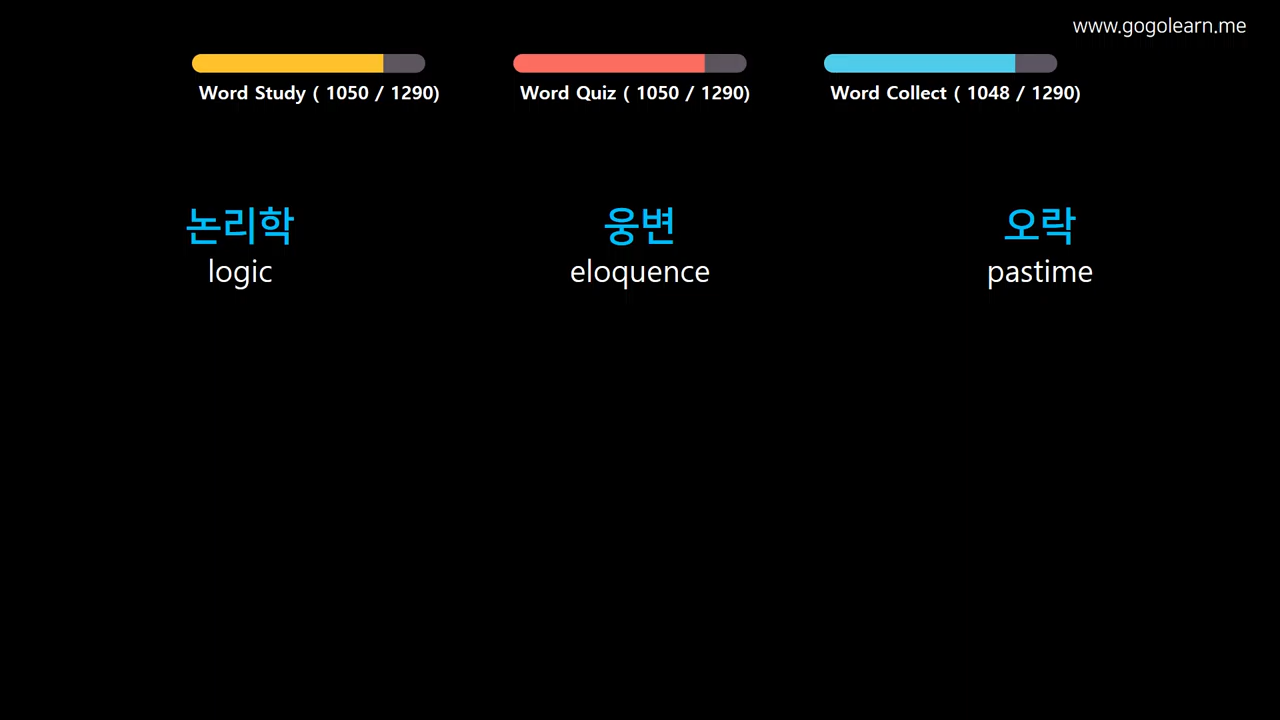 www.gogolearn.me
Word Study ( 1050 / 1290)
Word Quiz ( 1050 / 1290)
Word Collect ( 1048 / 1290)
논리학
logic
웅변
eloquence
오락
pastime